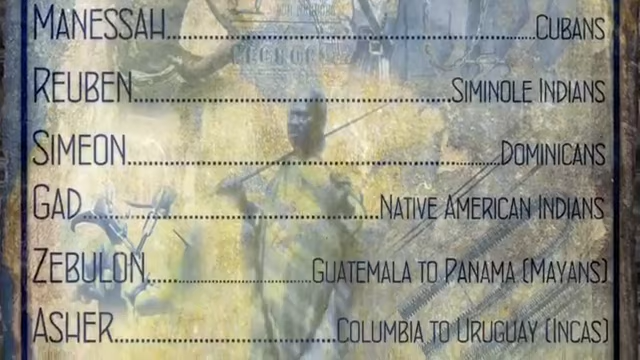 Manessah........................................Cubans
Reuben........................................Siminole Indians
Simeon........................................Dominicans
Gad........................................Native American Indians
Zebulon........................................Guatemala to Panama (Mayans)
Asher........................................Columbia to Uruguay (Incas)